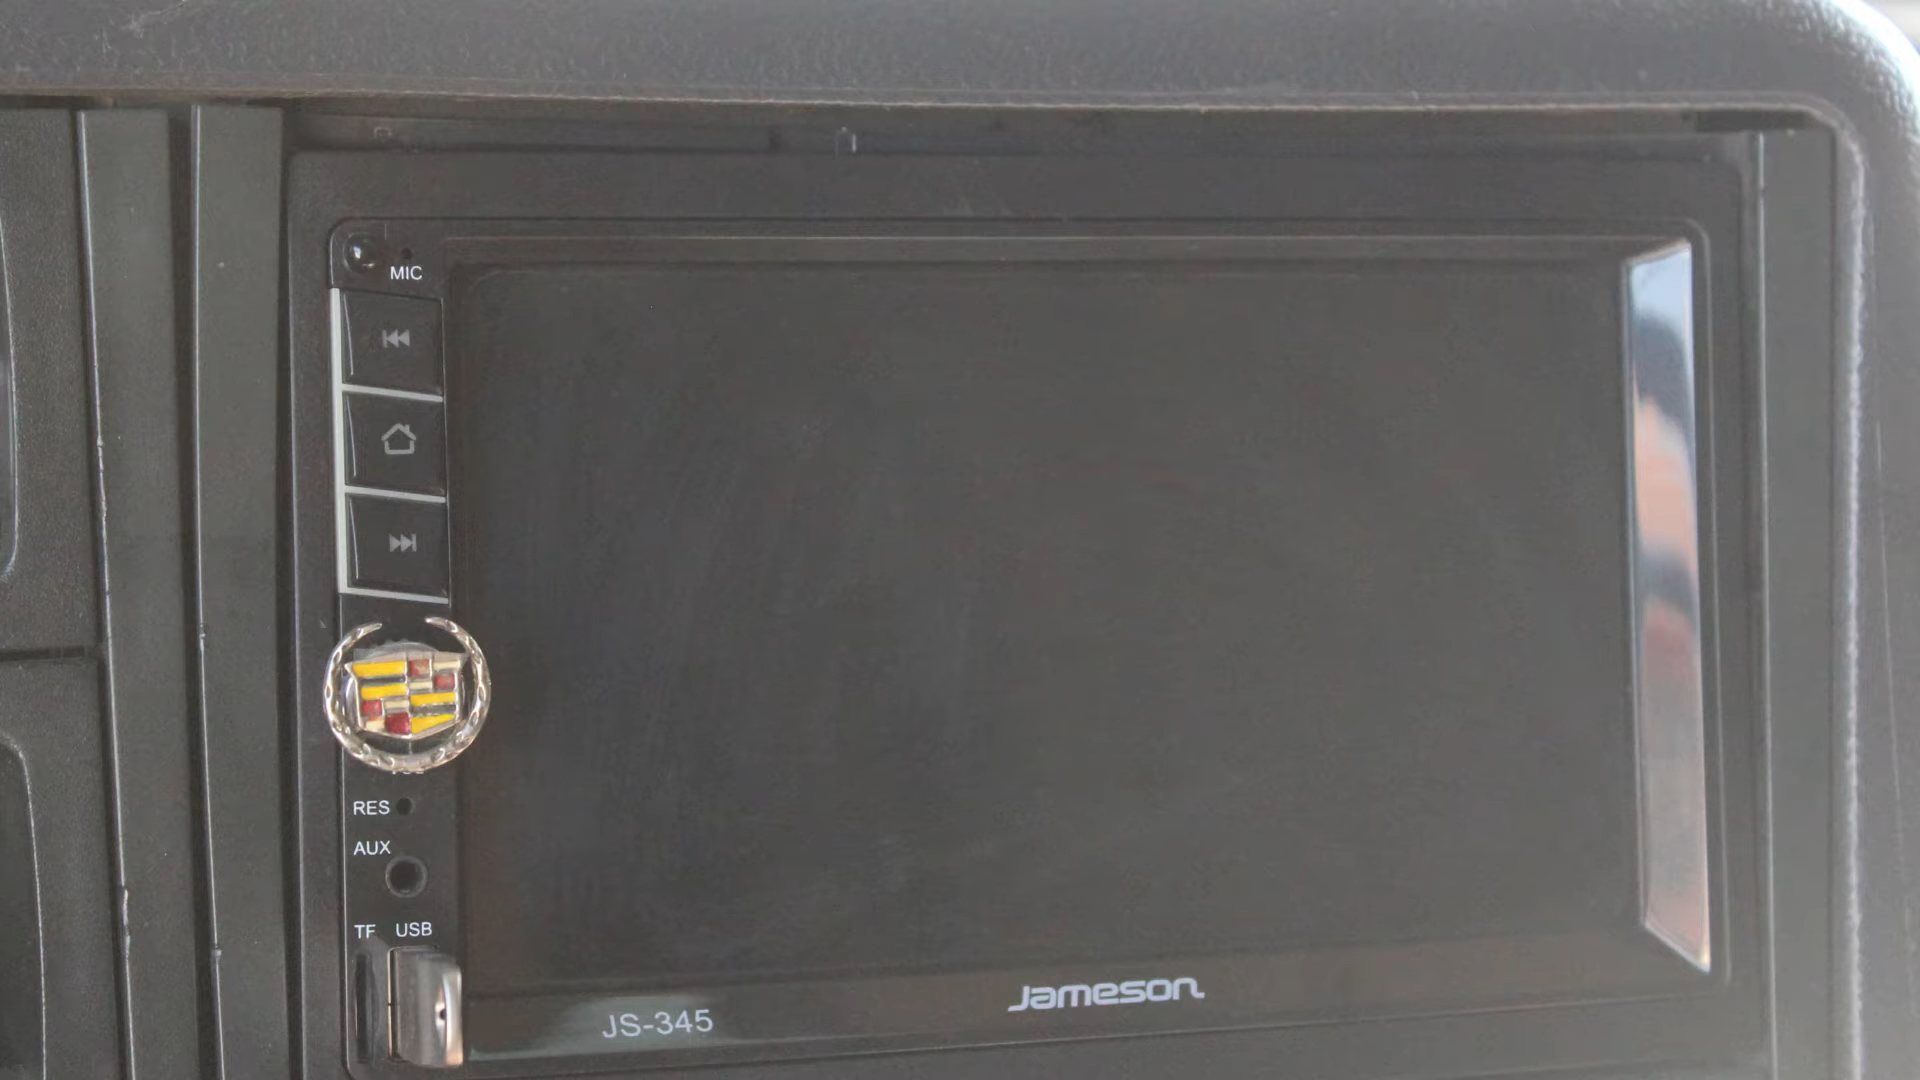 MIC
RES
AUX
TF USB
JS-345
Jameson